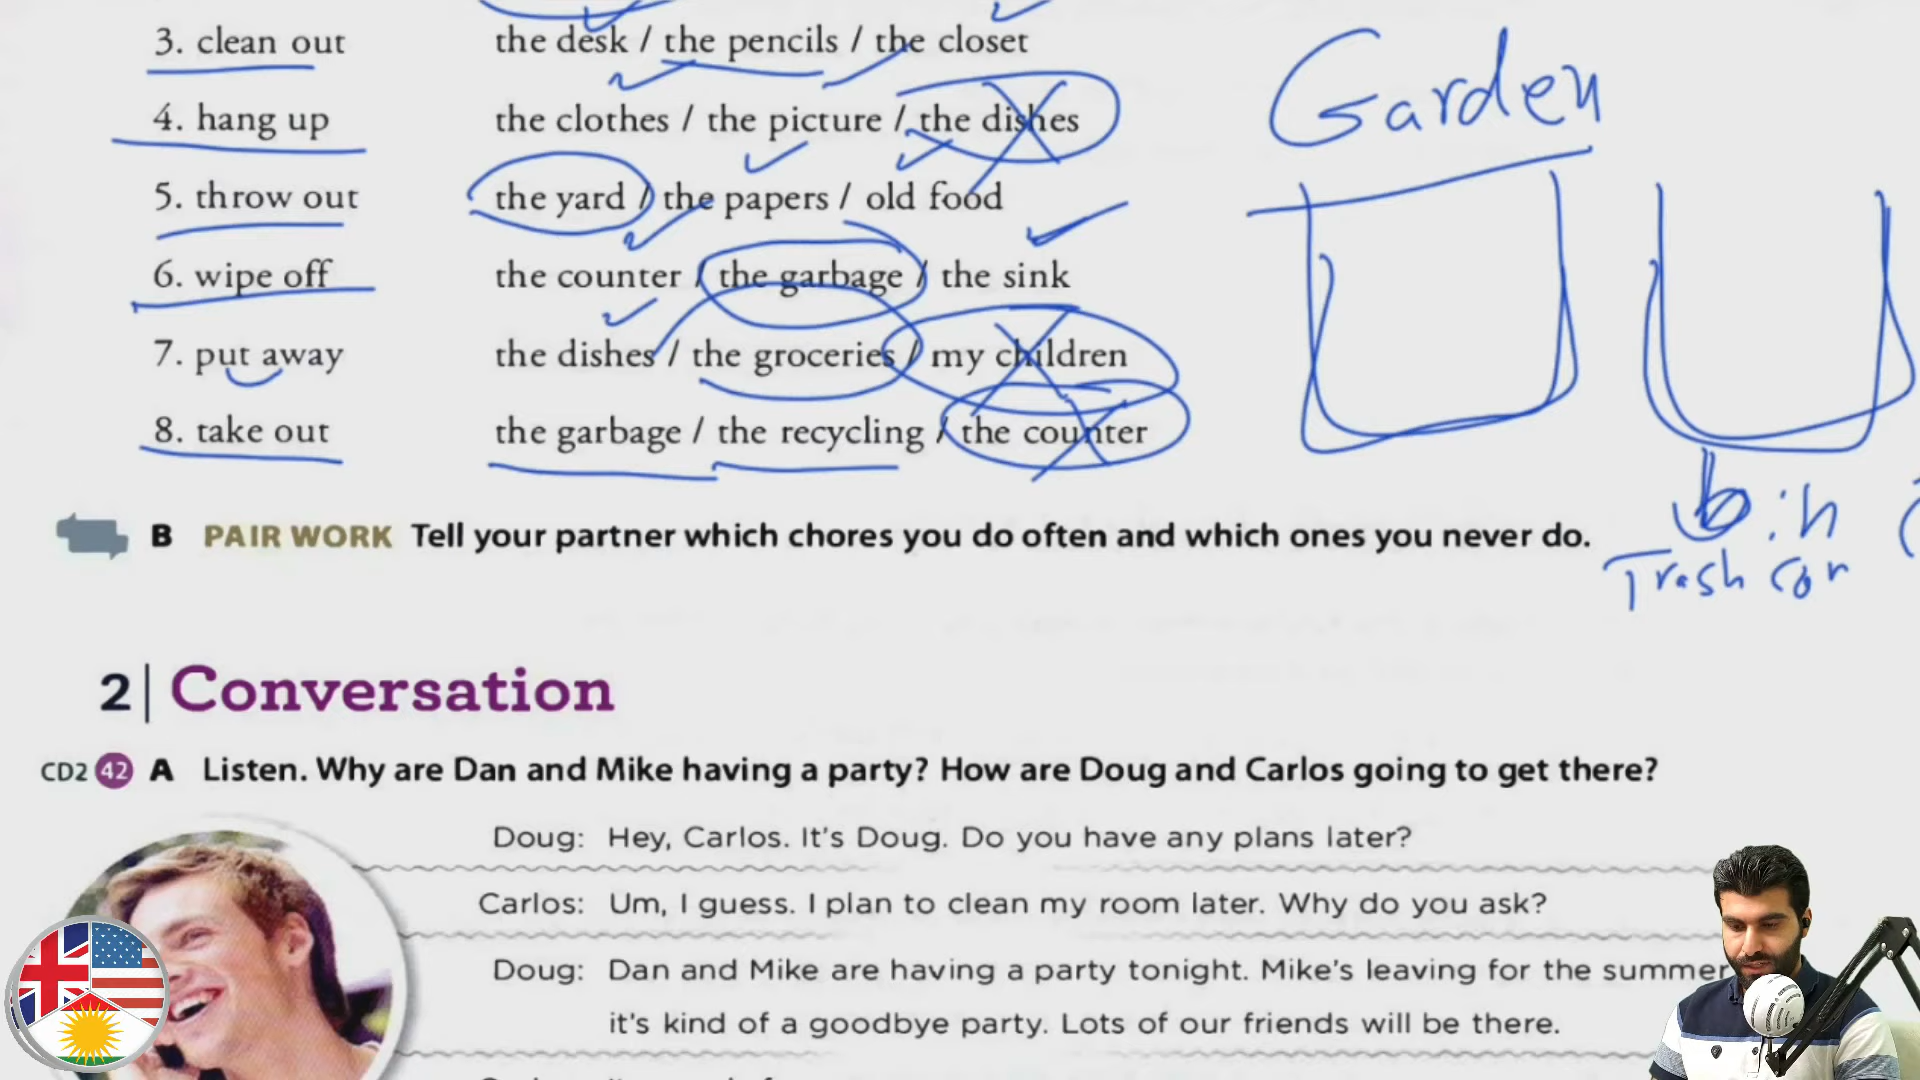 3. clean out the desk / the pencils / the closet
Garden
4. hang up the clothes / the picture / the dishes
5. throw out the yard / the papers / old food
6. wipe off the counter / the garbage / the sink
7. put away the dishes / the groceries / my children
8. take out the garbage / the recycling / the counter
bin
B PAIR WORK Tell your partner which chores you do often and which ones you never do.
Trash can
2 | Conversation
CD2 42 A Listen. Why are Dan and Mike having a party? How are Doug and Carlos going to get there?
Doug: Hey, Carlos. It's Doug. Do you have any plans later?
Carlos: Um, I guess. I plan to clean my room later. Why do you ask?
Doug: Dan and Mike are having a party tonight. Mike's leaving for the summer
it's kind of a goodbye party. Lots of our friends will be there.